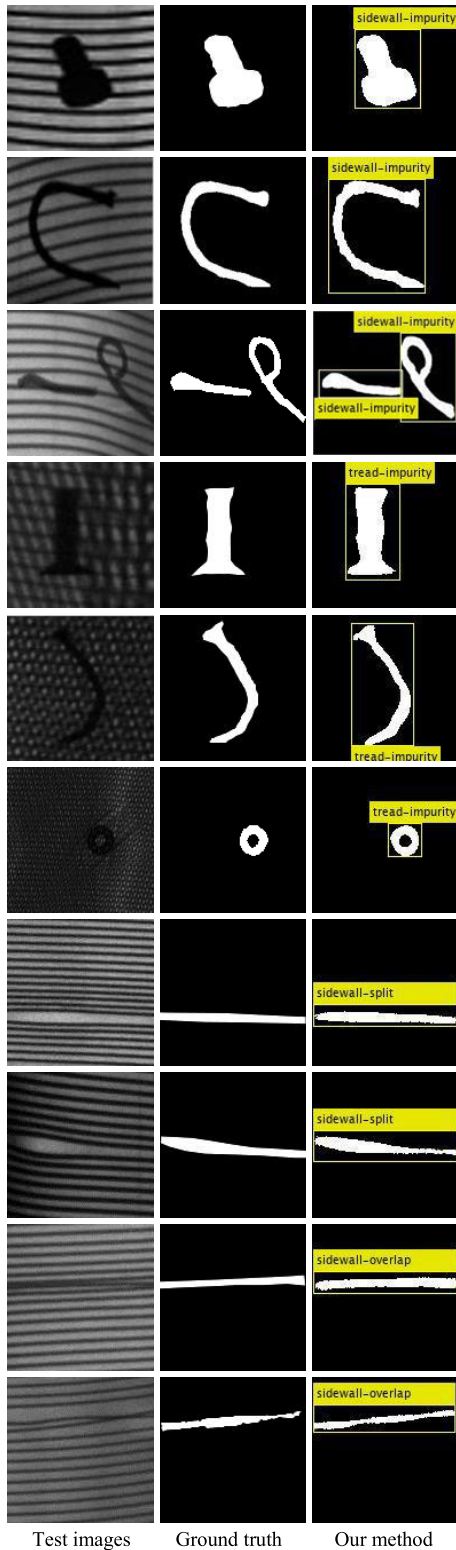 sidewall-impurity
sidewall-impurity
sidewall-impurity
sidewall-impurity
tread-impurity
tread-impurity
tread-impurity
sidewall-split
sidewall-split
sidewall-overlap
sidewall-overlap
Test images Ground truth Our method